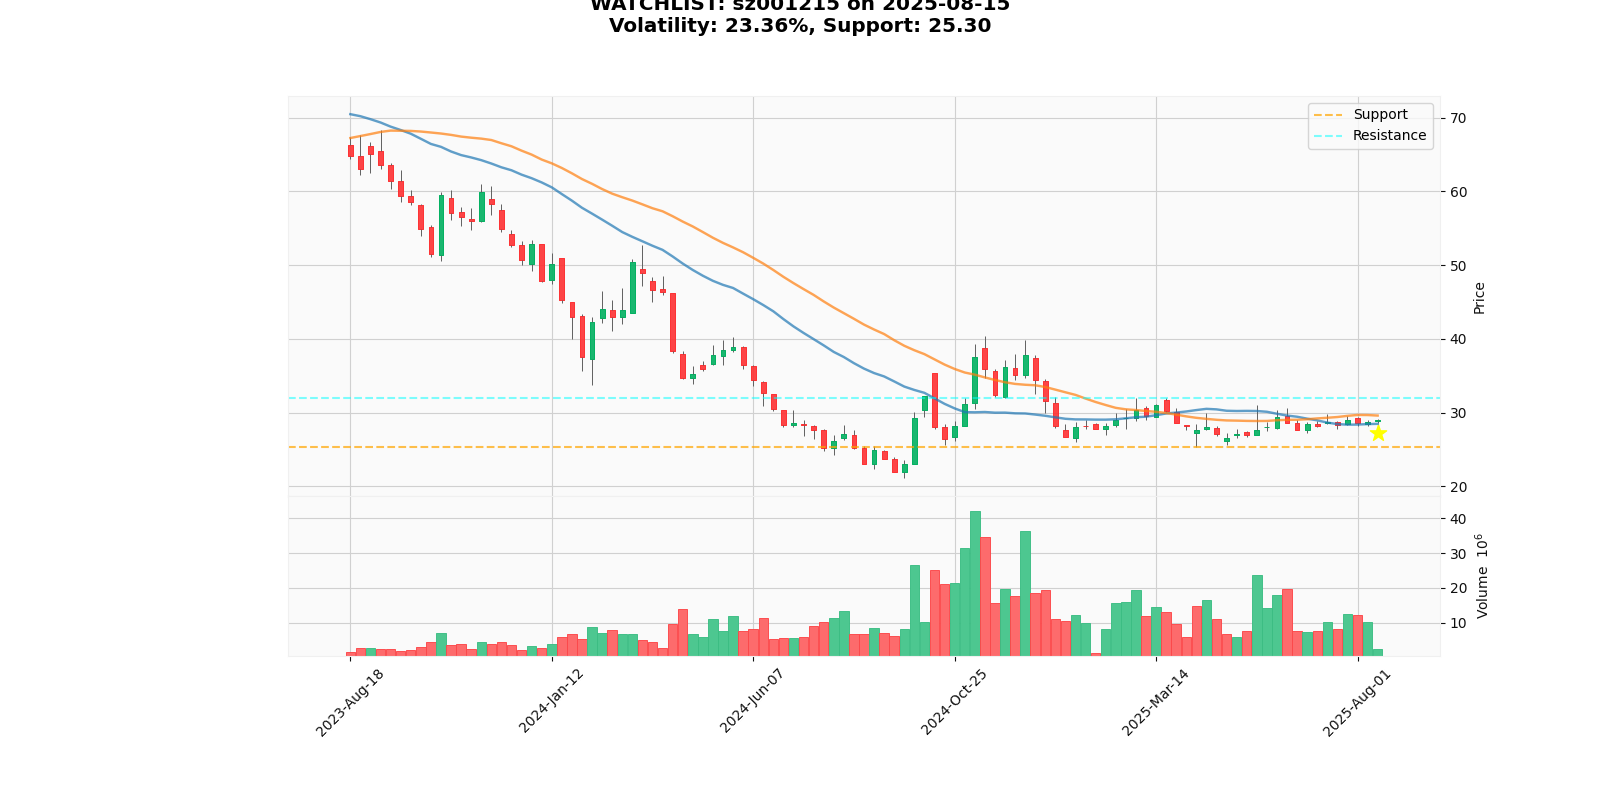 WATCHLIST: sz001215 on 2025-08-15
Volatility: 23.36%, Support: 25.30
Support
Resistance
70
60
50
40
30
20
Price
40
30
20
10
Volume 10⁶
2023-Aug-18
2024-Jan-12
2024-Jun-07
2024-Oct-25
2025-Mar-14
2025-Aug-01